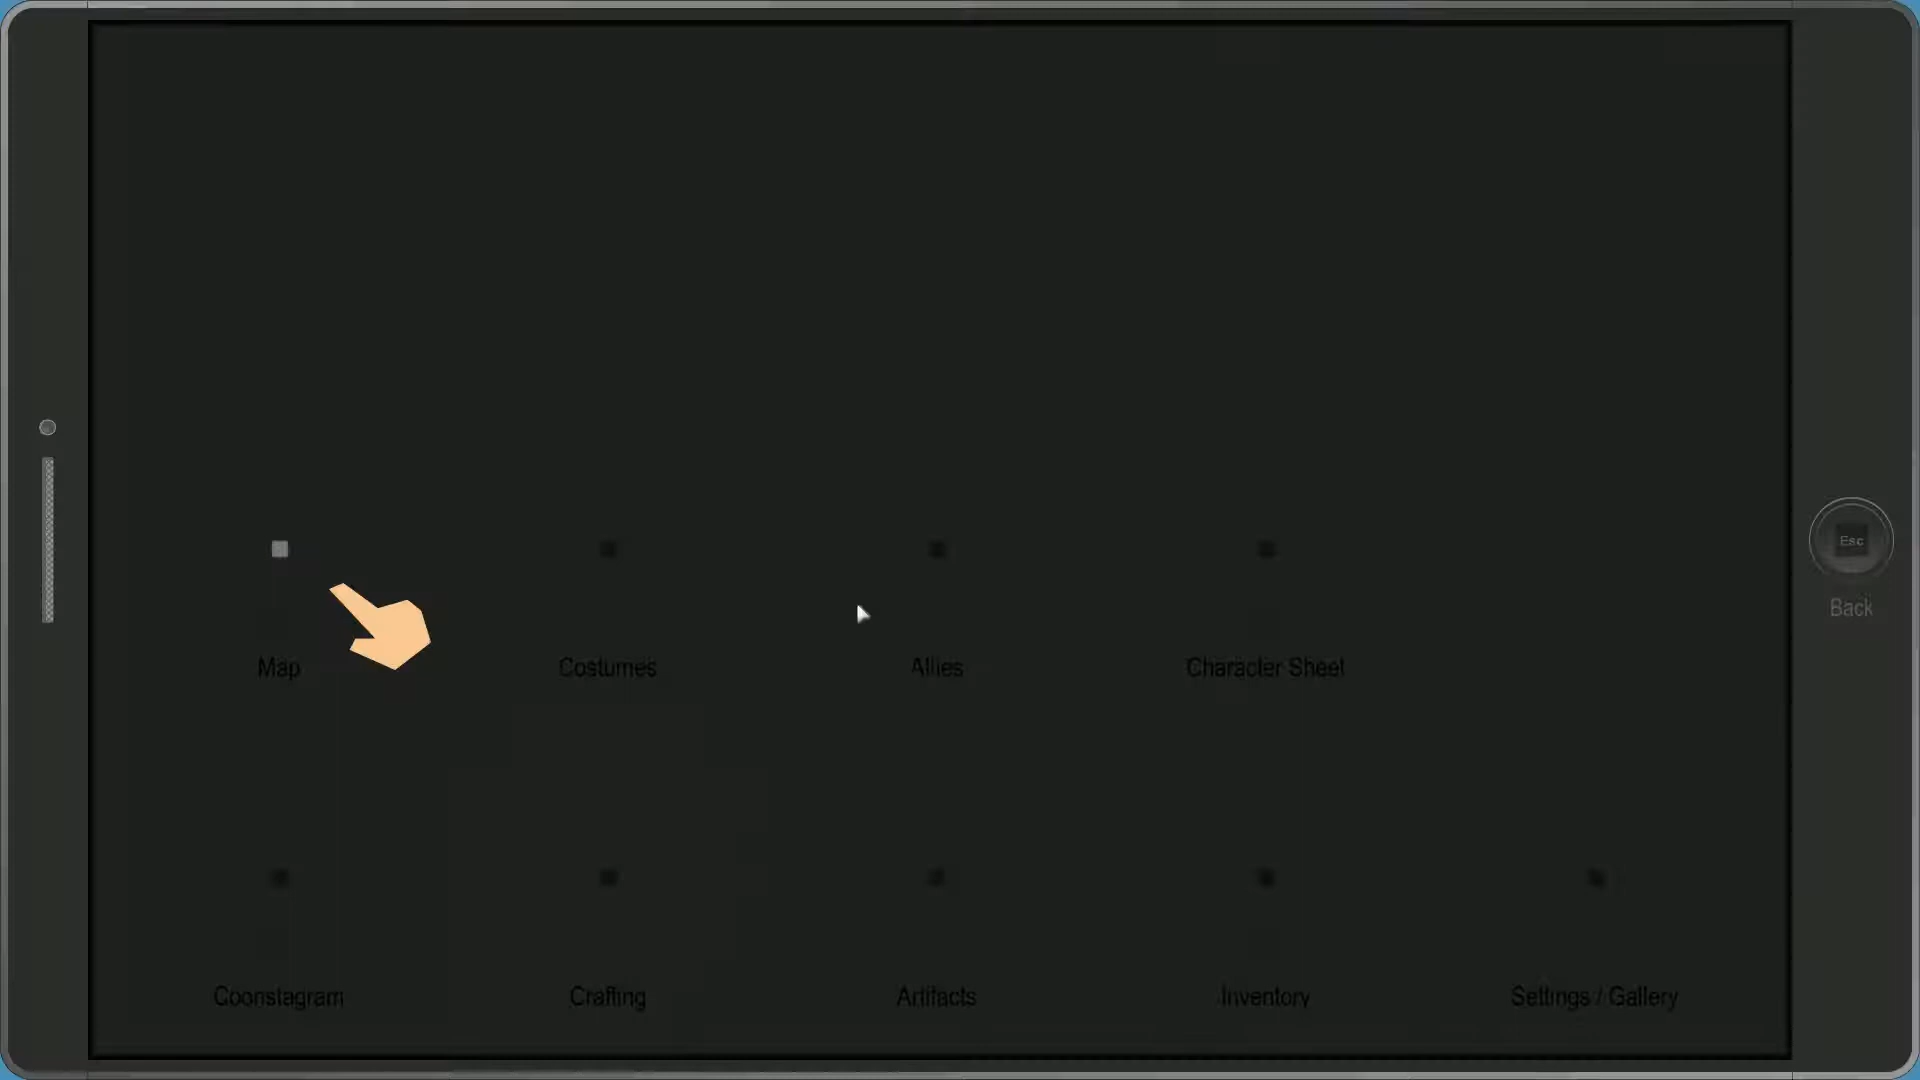 Esc
Back
Map
Costumes
Allies
Character Sheet
Coonstagram
Crafting
Artifacts
Inventory
Settings / Gallery